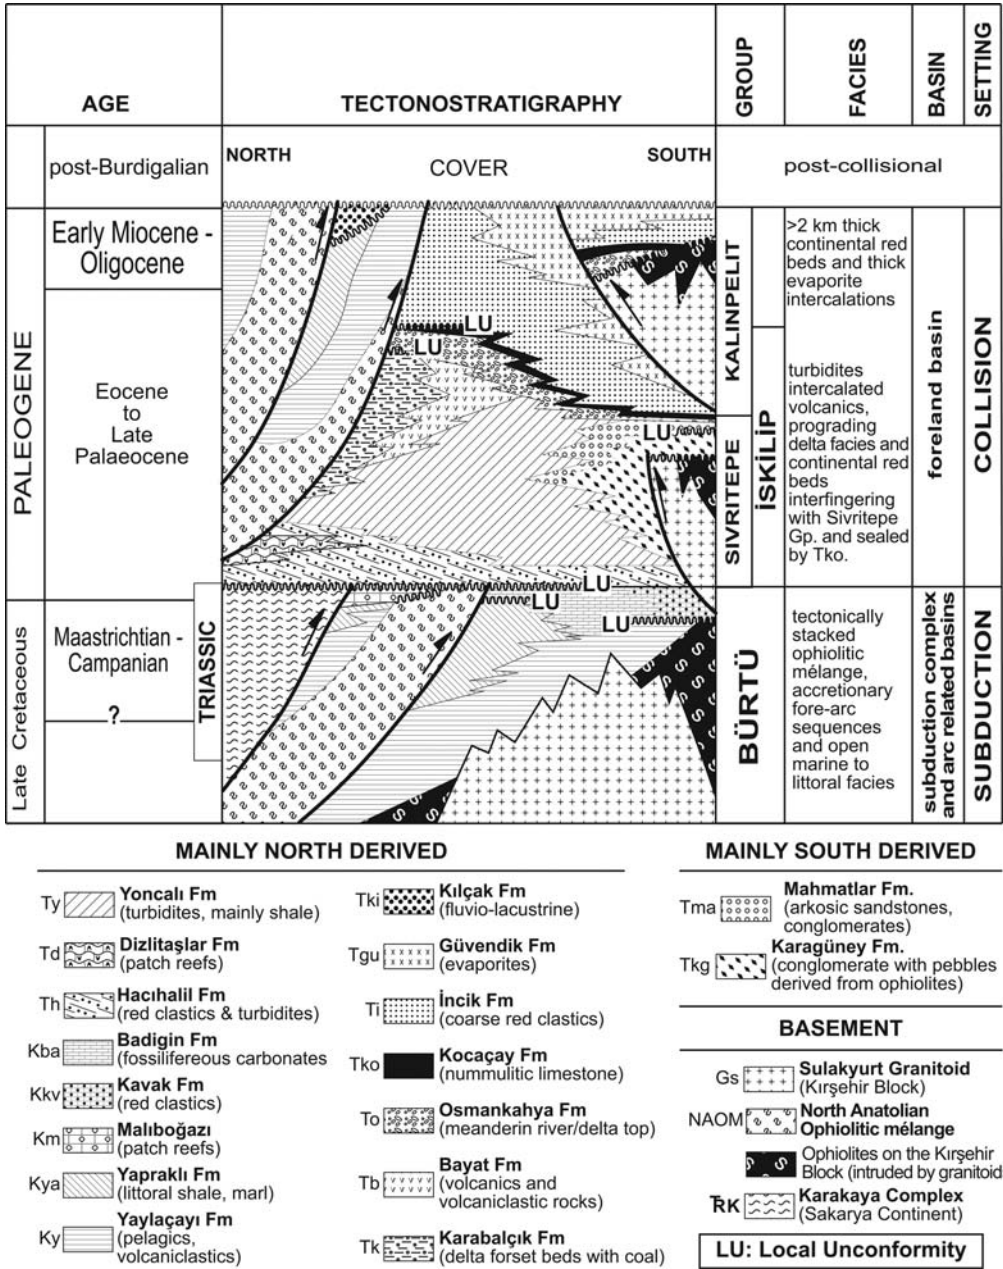 AGE
TECTONOSTRATIGRAPHY
GROUP
FACIES
BASIN
SETTING
post-Burdigalian
NORTH
COVER
SOUTH
post-collisional
PALEOGENE
Early Miocene -
Oligocene
Eocene
to
Late
Palaeocene
LU
LU
LU
LU
LU
LU
KALINPELIT
SIVRITEPE
İSKİLİP
>2 km thick
continental red
beds and thick
evaporite
intercalations
turbidites
intercalated
volcanics,
prograding
delta facies and
continental red
beds
interfingering
with Sivritepe
Gp. and sealed
by Tko.
foreland basin
COLLISION
Late Cretaceous
Maastrichtian -
Campanian
?
TRIASSIC
BÜRTÜ
tectonically
stacked
ophiolitic
mélange,
accretionary
fore-arc
sequences
and open
marine to
littoral facies
subduction complex
and arc related basins
SUBDUCTION
MAINLY NORTH DERIVED
Ty Yoncalı Fm
(turbidites, mainly shale)
Td Dizlitaşlar Fm
(patch reefs)
Th Hacıhalil Fm
(red clastics & turbidites)
Kba Badigin Fm
(fossilifereous carbonates
Kkv Kavak Fm
(red clastics)
Km Malıboğazı
(patch reefs)
Kya Yapraklı Fm
(littoral shale, marl)
Ky Yaylaçayı Fm
(pelagics,
volcaniclastics)
Tki Kılçak Fm
(fluvio-lacustrine)
Tgu Güvendik Fm
(evaporites)
Ti İncik Fm
(coarse red clastics)
Tko Kocaçay Fm
(nummulitic limestone)
To Osmankahya Fm
(meanderin river/delta top)
Tb Bayat Fm
(volcanics and
volcaniclastic rocks)
Tk Karabalçık Fm
(delta forset beds with coal)
MAINLY SOUTH DERIVED
Tma Mahmatlar Fm.
(arkosic sandstones,
conglomerates)
Tkg Karagüney Fm.
(conglomerate with pebbles
derived from ophiolites)
BASEMENT
Gs Sulakyurt Granitoid
(Kırşehir Block)
NAOM North Anatolian
Ophiolitic mélange
Ophiolites on the Kırşehir
Block (intruded by granitoid
TRK Karakaya Complex
(Sakarya Continent)
LU: Local Unconformity